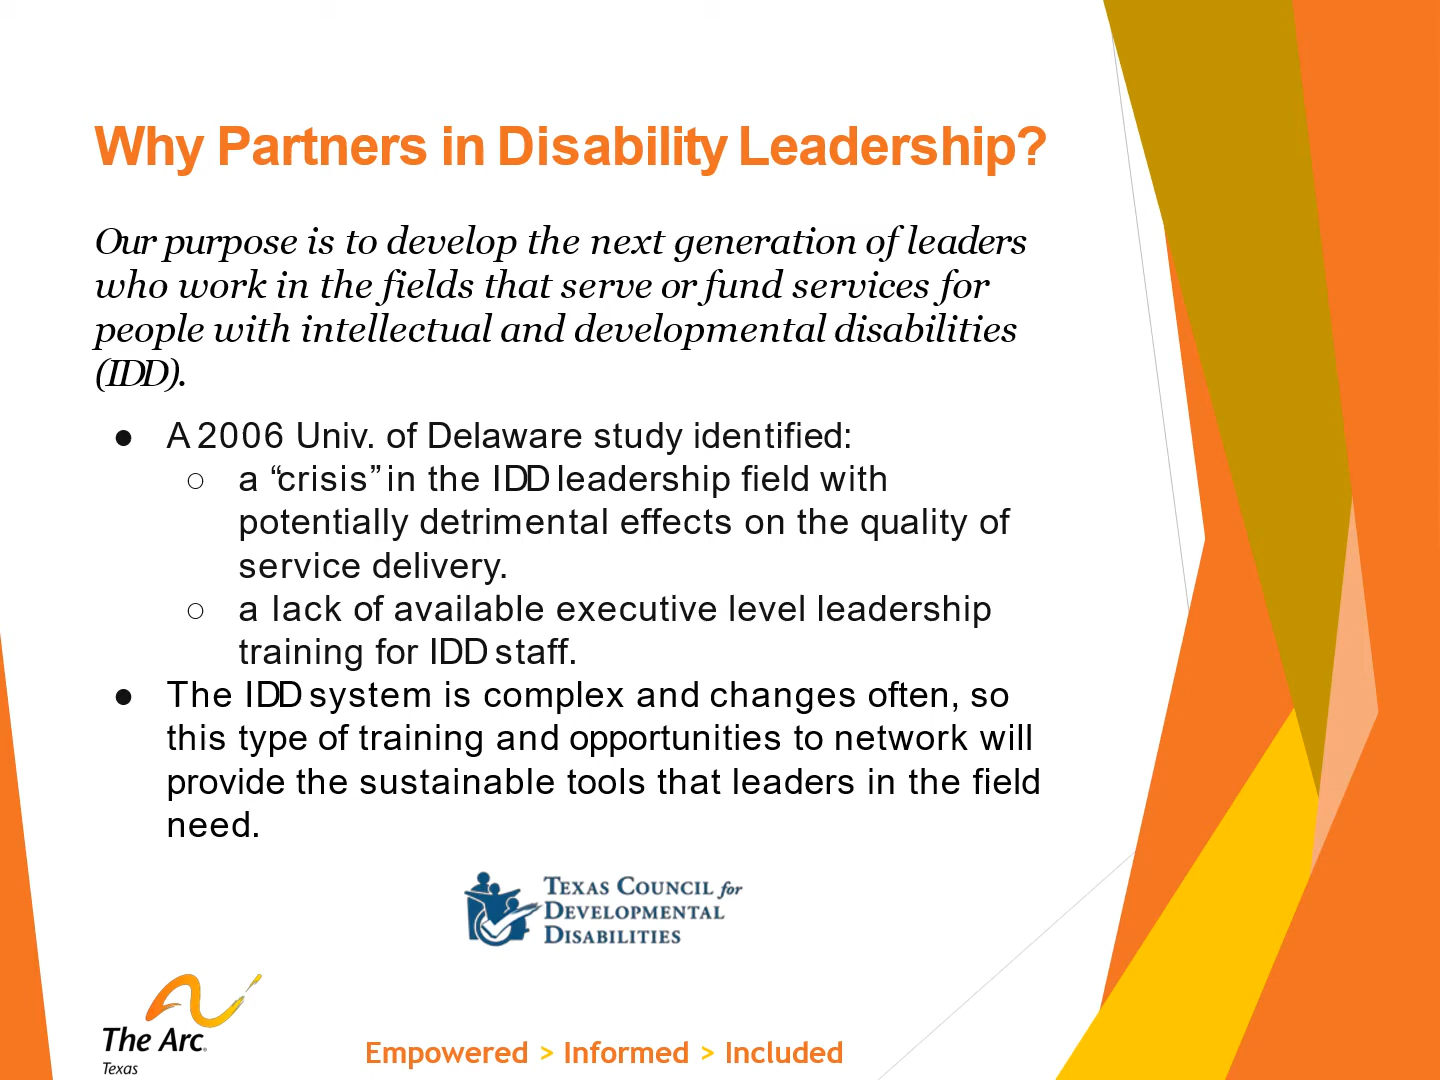 Why Partners in Disability Leadership?
Our purpose is to develop the next generation of leaders
who work in the fields that serve or fund services for
people with intellectual and developmental disabilities
(IDD).
● A 2006 Univ. of Delaware study identified:
○ a “crisis” in the IDD leadership field with
potentially detrimental effects on the quality of
service delivery.
○ a lack of available executive level leadership
training for IDD staff.
● The IDD system is complex and changes often, so
this type of training and opportunities to network will
provide the sustainable tools that leaders in the field
need.
TEXAS COUNCIL for
DEVELOPMENTAL
DISABILITIES
The Arc.
Texas
Empowered > Informed > Included